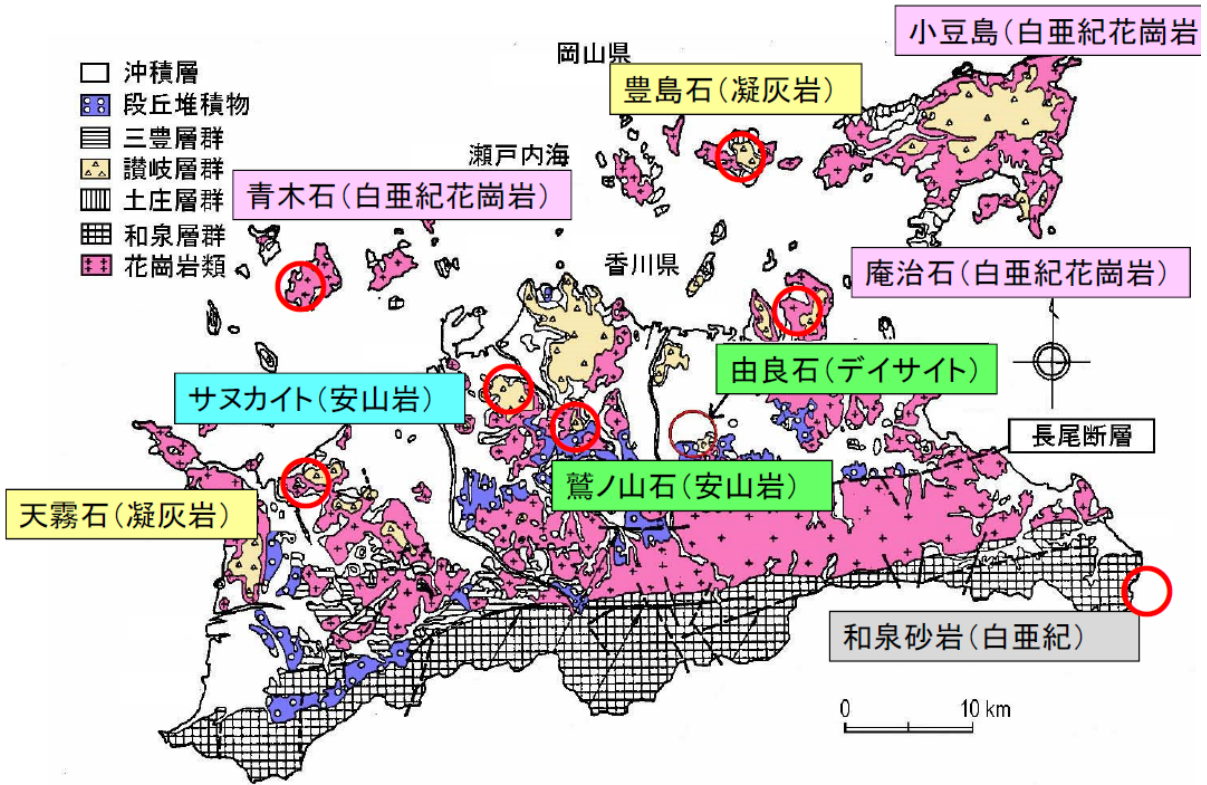 小豆島(白亜紀花崗岩
岡山県
豊島石(凝灰岩)
沖積層
段丘堆積物
三豊層群
讃岐層群
土庄層群
和泉層群
花崗岩類
瀬戸内海
青木石(白亜紀花崗岩)
香川県
庵治石(白亜紀花崗岩)
由良石(デイサイト)
サヌカイト(安山岩)
長尾断層
鷲ノ山石(安山岩)
天霧石(凝灰岩)
和泉砂岩(白亜紀)
0 10 km